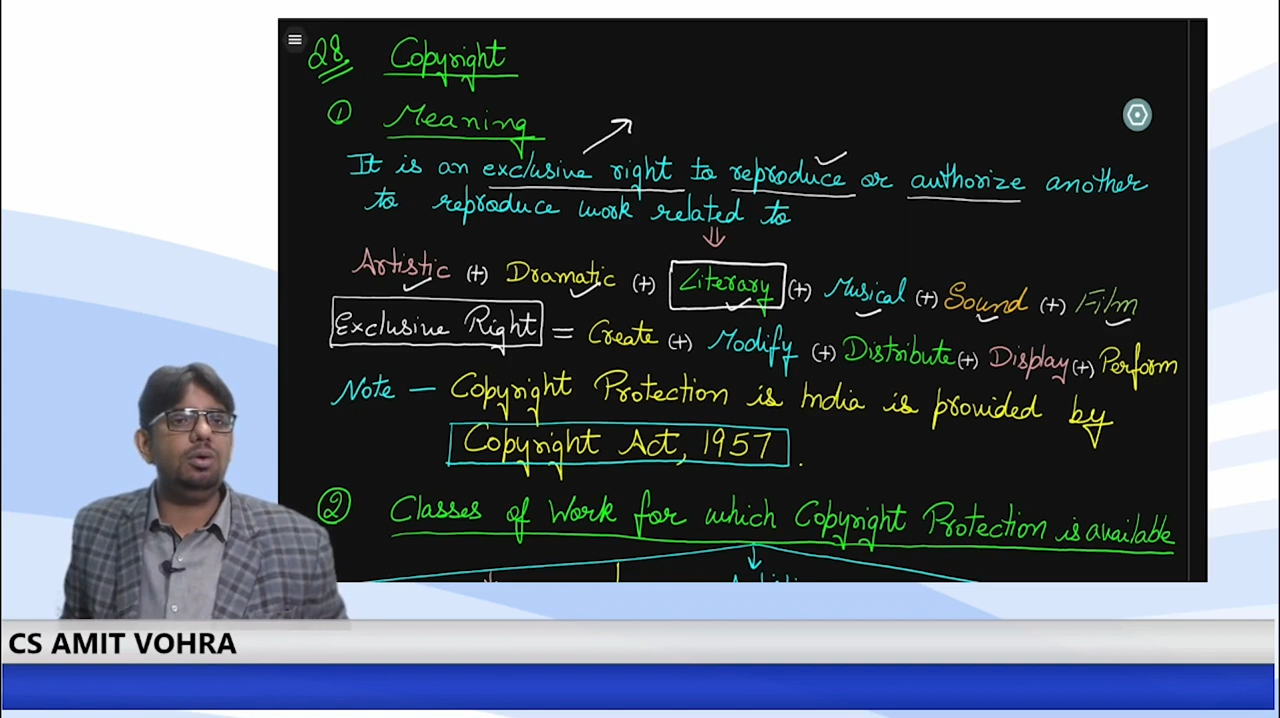 28. Copyright
① Meaning
It is an exclusive right to reproduce or authorize another
to reproduce work related to
Artistic (+) Dramatic (+) Literary (+) Musical (+) Sound (+) Film
Exclusive Right = Create (+) Modify (+) Distribute (+) Display (+) Perform
Note - Copyright Protection is India is provided by
Copyright Act, 1957.
② Classes of Work for which Copyright Protection is available
CS AMIT VOHRA